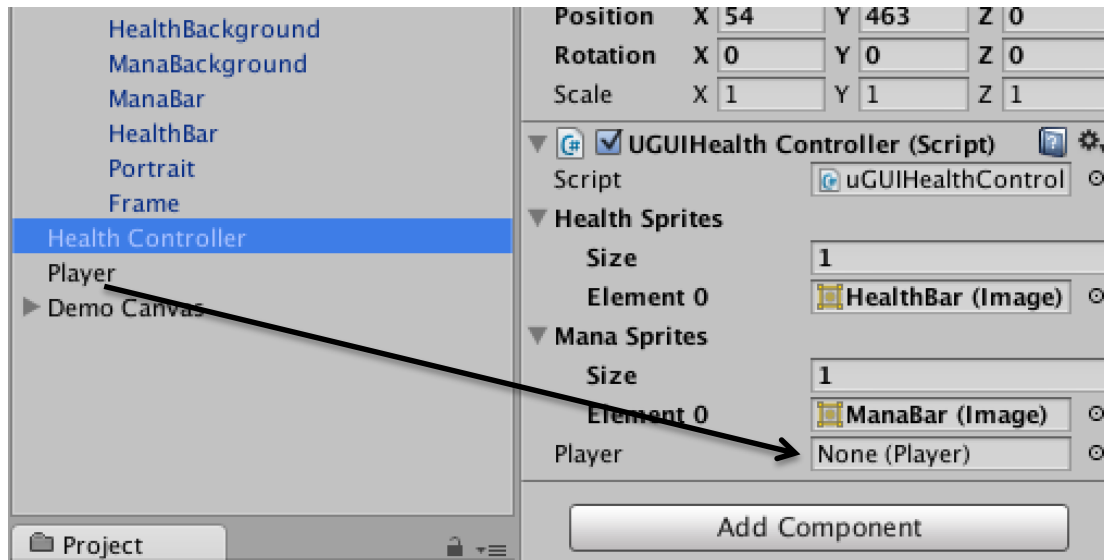 HealthBackground
ManaBackground
ManaBar
HealthBar
Portrait
Frame
Health Controller
Player
Demo Canvas
Project
Position X 54 Y 463 Z 0
Rotation X 0 Y 0 Z 0
Scale X 1 Y 1 Z 1
UGUIHealth Controller (Script)
Script uGUIHealthControl
Health Sprites
Size 1
Element 0 HealthBar (Image)
Mana Sprites
Size 1
Element 0 ManaBar (Image)
Player None (Player)
Add Component